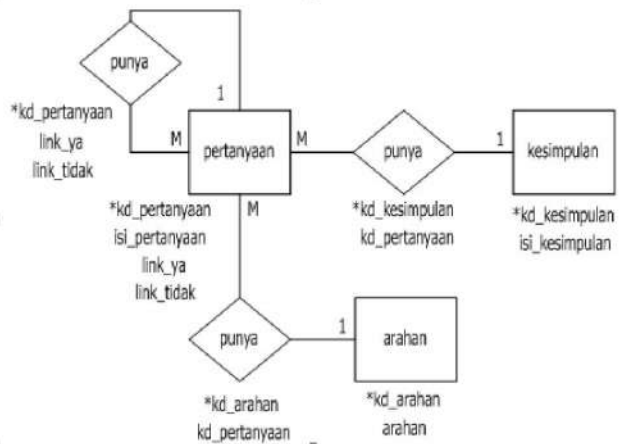 punya
1
*kd_pertanyaan
link_ya
link_tidak
M
pertanyaan
M
punya
1
kesimpulan
*kd_pertanyaan
isi_pertanyaan
link_ya
link_tidak
M
*kd_kesimpulan
kd_pertanyaan
*kd_kesimpulan
isi_kesimpulan
punya
1
arahan
*kd_arahan
kd_pertanyaan
*kd_arahan
arahan